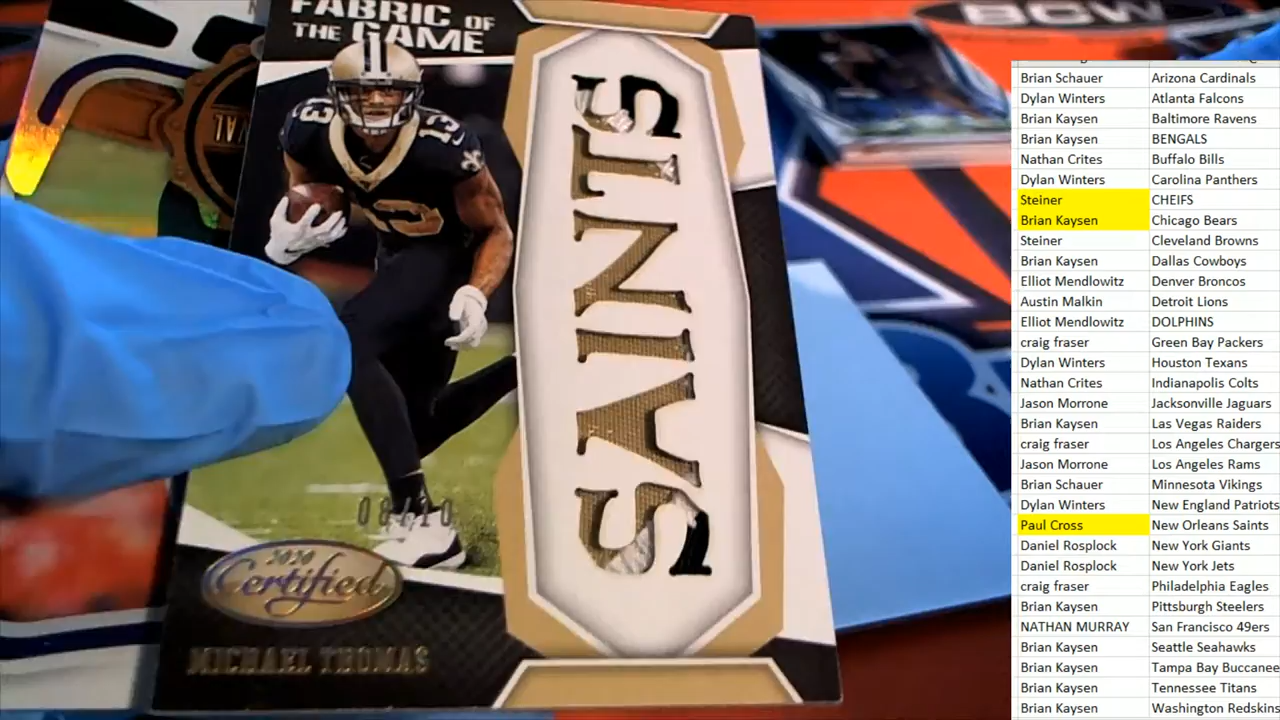 BCW
FABRIC OF
THE GAME
13
13
13
SAINTS
08/10
2020
Certified
MICHAEL THOMAS
Brian Schauer Arizona Cardinals
Dylan Winters Atlanta Falcons
Brian Kaysen Baltimore Ravens
Brian Kaysen BENGALS
Nathan Crites Buffalo Bills
Dylan Winters Carolina Panthers
Steiner CHEIFS
Brian Kaysen Chicago Bears
Steiner Cleveland Browns
Brian Kaysen Dallas Cowboys
Elliot Mendlowitz Denver Broncos
Austin Malkin Detroit Lions
Elliot Mendlowitz DOLPHINS
craig fraser Green Bay Packers
Dylan Winters Houston Texans
Nathan Crites Indianapolis Colts
Jason Morrone Jacksonville Jaguars
Brian Kaysen Las Vegas Raiders
craig fraser Los Angeles Chargers
Jason Morrone Los Angeles Rams
Brian Schauer Minnesota Vikings
Dylan Winters New England Patriots
Paul Cross New Orleans Saints
Daniel Rosplock New York Giants
Daniel Rosplock New York Jets
craig fraser Philadelphia Eagles
Brian Kaysen Pittsburgh Steelers
NATHAN MURRAY San Francisco 49ers
Brian Kaysen Seattle Seahawks
Brian Kaysen Tampa Bay Buccanee
Brian Kaysen Tennessee Titans
Brian Kaysen Washington Redskins